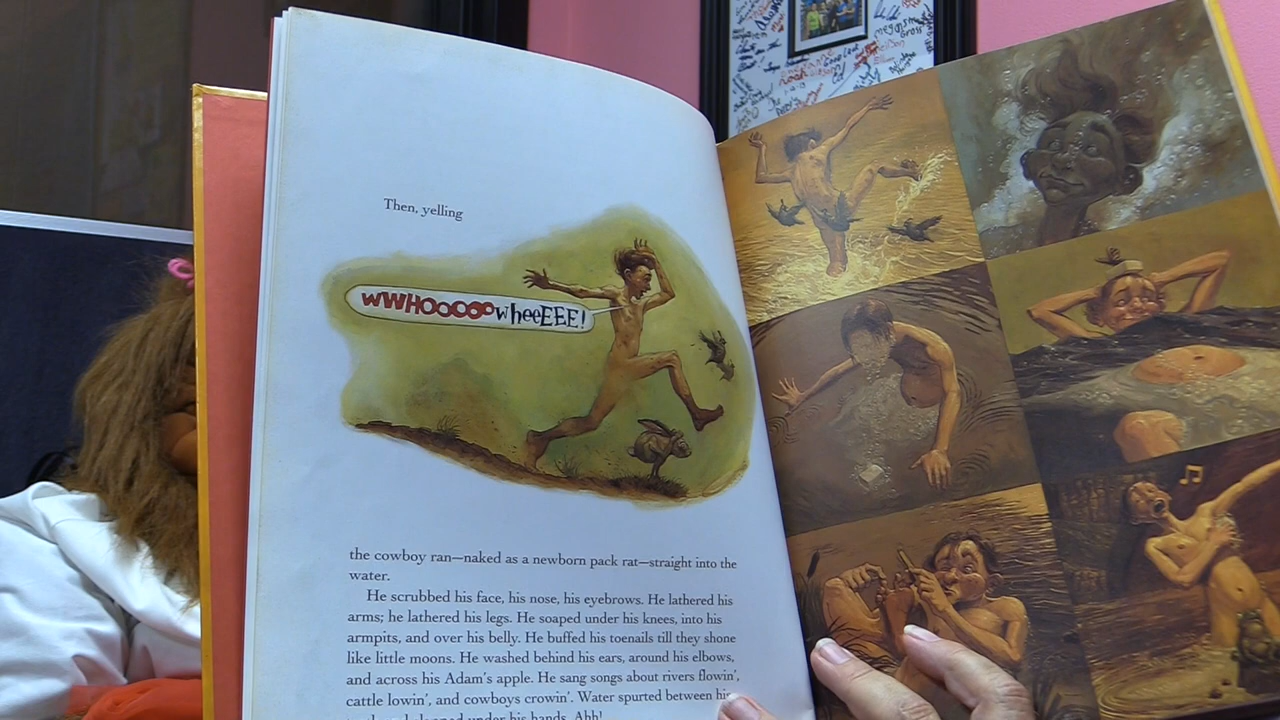 Then, yelling
WWHOOOOOwheeEEE!
the cowboy ran—naked as a newborn pack rat—straight into the
water.
He scrubbed his face, his nose, his eyebrows. He lathered his
arms; he lathered his legs. He soaped under his knees, into his
armpits, and over his belly. He buffed his toenails till they shone
like little moons. He washed behind his ears, around his elbows,
and across his Adam's apple. He sang songs about rivers flowin',
cattle lowin', and cowboys crowin'. Water spurted between his
under his hands. Ahh!